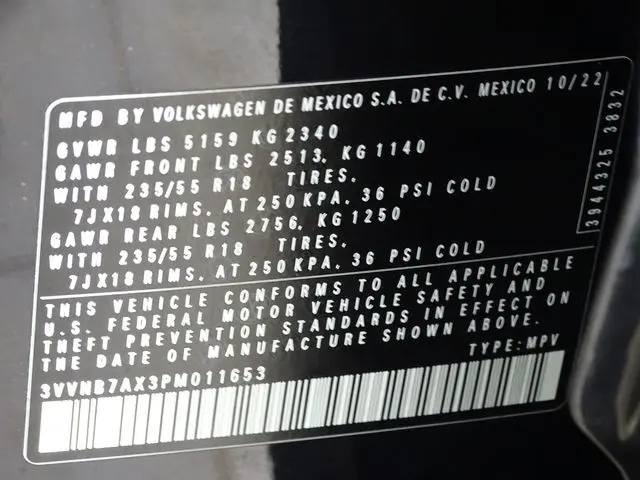 MFD BY VOLKSWAGEN DE MEXICO S.A. DE C.V. MEXICO 10/22
GVWR LBS 5159 KG 2340
GAWR FRONT LBS 2513, KG 1140
WITH 235/55 R18 TIRES,
7JX18 RIMS, AT 250 KPA, 36 PSI COLD
GAWR REAR LBS 2756, KG 1250
WITH 235/55 R18 TIRES,
7JX18 RIMS, AT 250 KPA, 36 PSI COLD
3944325 3832
THIS VEHICLE CONFORMS TO ALL APPLICABLE
U.S. FEDERAL MOTOR VEHICLE SAFETY AND
THEFT PREVENTION STANDARDS IN EFFECT ON
THE DATE OF MANUFACTURE SHOWN ABOVE.
TYPE: MPV
3VVNB7AX3PM011653